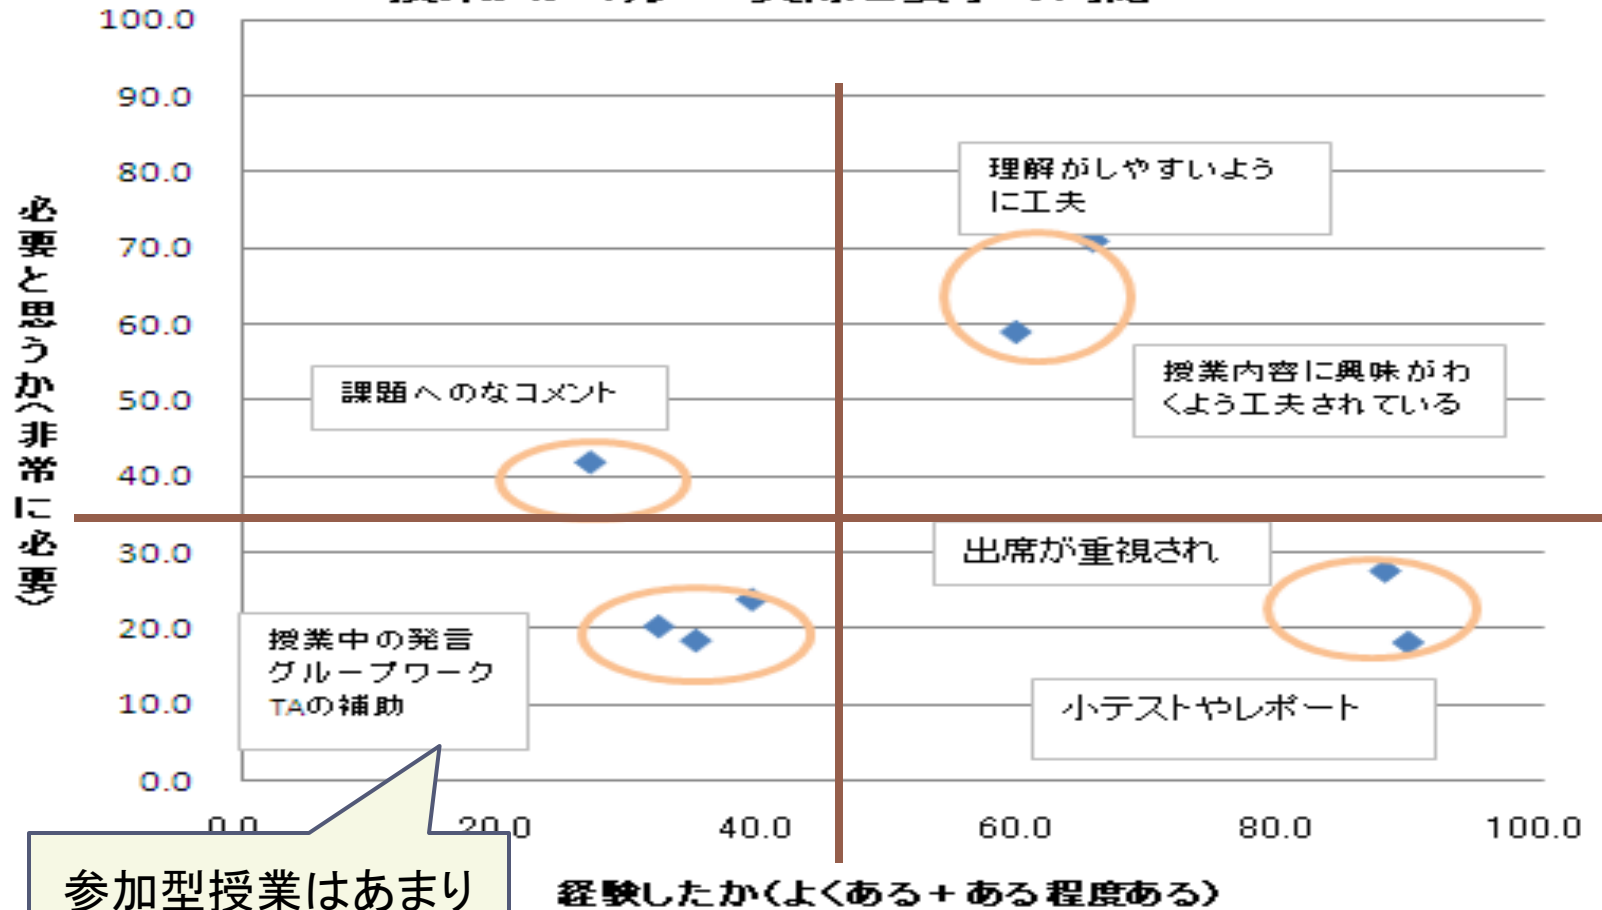 100.0
90.0
80.0
70.0
60.0
50.0
40.0
30.0
20.0
10.0
0.0
必要と思うか（非常に必要）
理解がしやすいよう
に工夫
授業内容に興味がわ
くよう工夫されている
課題へのなコメント
出席が重視され
授業中の発言
グループワーク
TAの補助
小テストやレポート
0.0 20.0 40.0 60.0 80.0 100.0
参加型授業はあまり
経験したか（よくある＋ある程度ある）